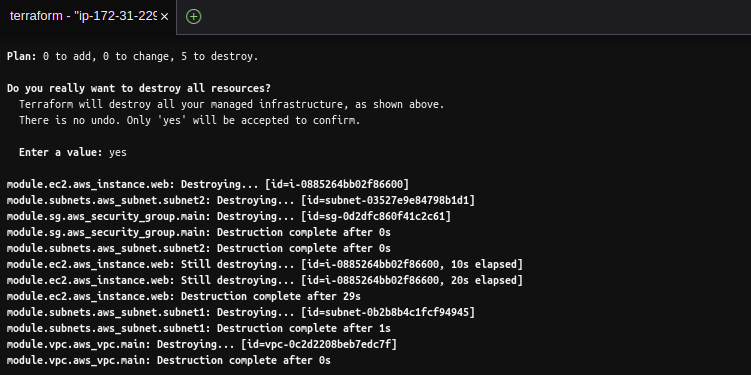 terraform - "ip-172-31-229
Plan: 0 to add, 0 to change, 5 to destroy.
Do you really want to destroy all resources?
Terraform will destroy all your managed infrastructure, as shown above.
There is no undo. Only 'yes' will be accepted to confirm.
Enter a value: yes
module.ec2.aws_instance.web: Destroying... [id=i-0885264bb02f86600]
module.subnets.aws_subnet.subnet2: Destroying... [id=subnet-03527e9e84798b1d1]
module.sg.aws_security_group.main: Destroying... [id=sg-0d2dfc860f41c2c61]
module.sg.aws_security_group.main: Destruction complete after 0s
module.subnets.aws_subnet.subnet2: Destruction complete after 0s
module.ec2.aws_instance.web: Still destroying... [id=i-0885264bb02f86600, 10s elapsed]
module.ec2.aws_instance.web: Still destroying... [id=i-0885264bb02f86600, 20s elapsed]
module.ec2.aws_instance.web: Destruction complete after 29s
module.subnets.aws_subnet.subnet1: Destroying... [id=subnet-0b2b8b4c1fcf94945]
module.subnets.aws_subnet.subnet1: Destruction complete after 1s
module.vpc.aws_vpc.main: Destroying... [id=vpc-0c2d2208beb7edc7f]
module.vpc.aws_vpc.main: Destruction complete after 0s